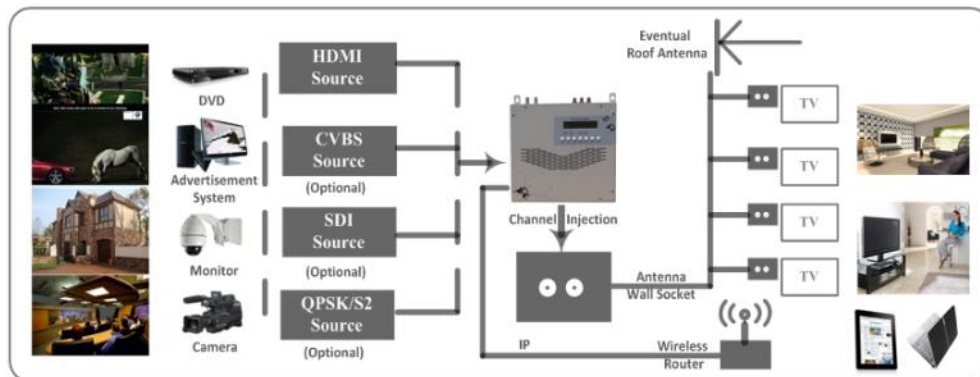 DVD
Advertisement
System
Monitor
Camera
HDMI
Source
CVBS
Source
(Optional)
SDI
Source
(Optional)
QPSK/S2
Source
(Optional)
Channel Injection
IP
Eventual
Roof Antenna
TV
TV
TV
TV
Antenna
Wall Socket
Wireless
Router